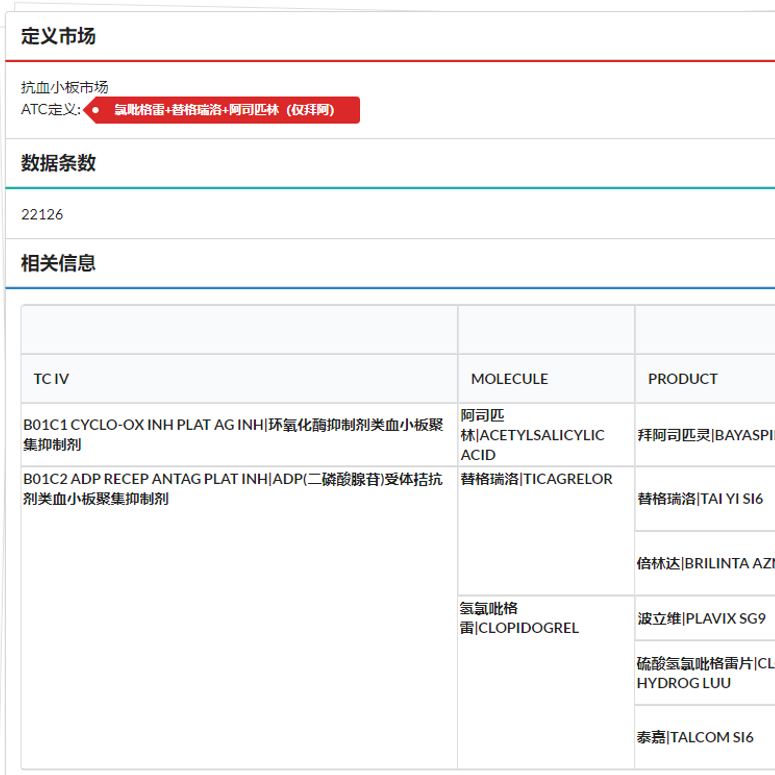 定义市场
抗血小板市场
ATC定义: 氯吡格雷+替格瑞洛+阿司匹林（仅拜阿）
数据条数
22126
相关信息
TC IV MOLECULE PRODUCT
B01C1 CYCLO-OX INH PLAT AG INH|环氧化酶抑制剂类血小板聚
集抑制剂
阿司匹
林|ACETYLSALICYLIC
ACID
拜阿司匹灵|BAYASPI
B01C2 ADP RECEP ANTAG PLAT INH|ADP(二磷酸腺苷)受体拮抗
剂类血小板聚集抑制剂
替格瑞洛|TICAGRELOR
替格瑞洛|TAI YI SI6
倍林达|BRILINTA AZ
氢氯吡格
雷|CLOPIDOGREL
波立维|PLAVIX SG9
硫酸氢氯吡格雷片|CL
HYDROG LUU
泰嘉|TALCOM SI6